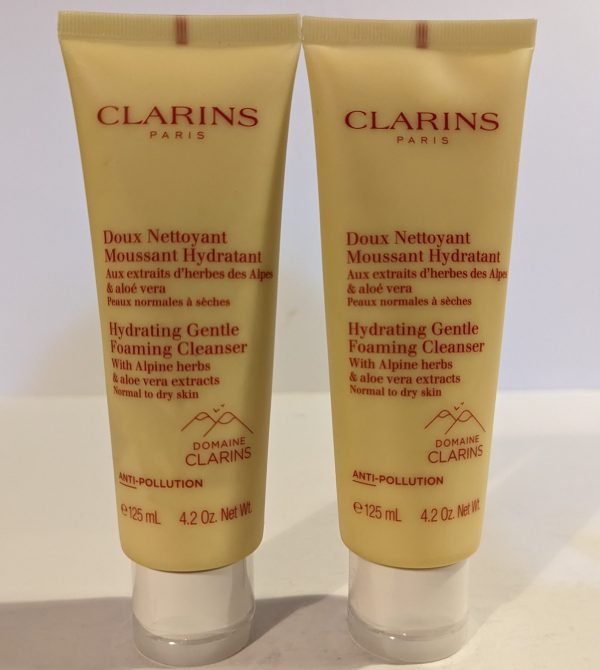 CLARINS
PARIS
Doux Nettoyant
Moussant Hydratant
Aux extraits d'herbes des Alpes
& aloé vera
Peaux normales à sèches
Hydrating Gentle
Foaming Cleanser
With Alpine herbs
& aloe vera extracts
Normal to dry skin
DOMAINE
CLARINS
ANTI-POLLUTION
℮ 125 mL 4.2 Oz. Net Wt.
CLARINS
PARIS
Doux Nettoyant
Moussant Hydratant
Aux extraits d'herbes des Alpes
& aloé vera
Peaux normales à sèches
Hydrating Gentle
Foaming Cleanser
With Alpine herbs
& aloe vera extracts
Normal to dry skin
DOMAINE
CLARINS
ANTI-POLLUTION
℮ 125 mL 4.2 Oz. Net Wt.